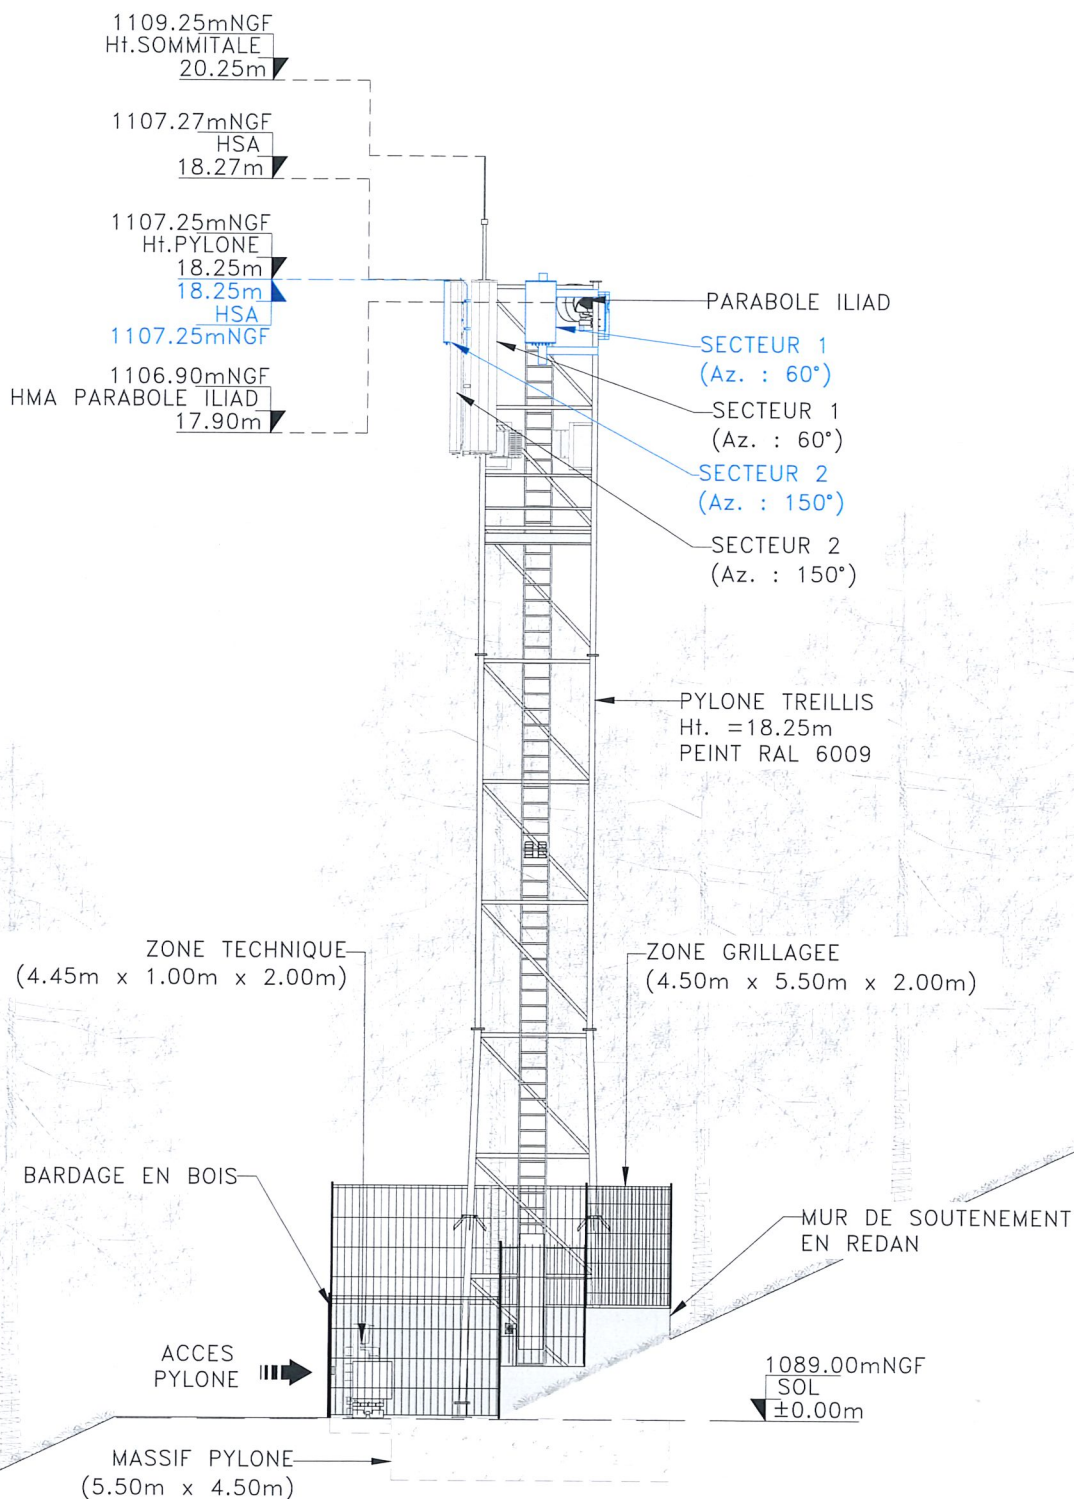 1109.25mNGF
Ht.SOMMITALE
20.25m
1107.27mNGF
HSA
18.27m
1107.25mNGF
Ht.PYLONE
18.25m
18.25m
HSA
1107.25mNGF
1106.90mNGF
HMA PARABOLE ILIAD
17.90m
PARABOLE ILIAD
SECTEUR 1
(Az. : 60°)
SECTEUR 1
(Az. : 60°)
SECTEUR 2
(Az. : 150°)
SECTEUR 2
(Az. : 150°)
PYLONE TREILLIS
Ht. =18.25m
PEINT RAL 6009
ZONE TECHNIQUE
(4.45m x 1.00m x 2.00m)
ZONE GRILLAGEE
(4.50m x 5.50m x 2.00m)
BARDAGE EN BOIS
MUR DE SOUTENEMENT
EN REDAN
ACCES
PYLONE
1089.00mNGF
SOL
±0.00m
MASSIF PYLONE
(5.50m x 4.50m)